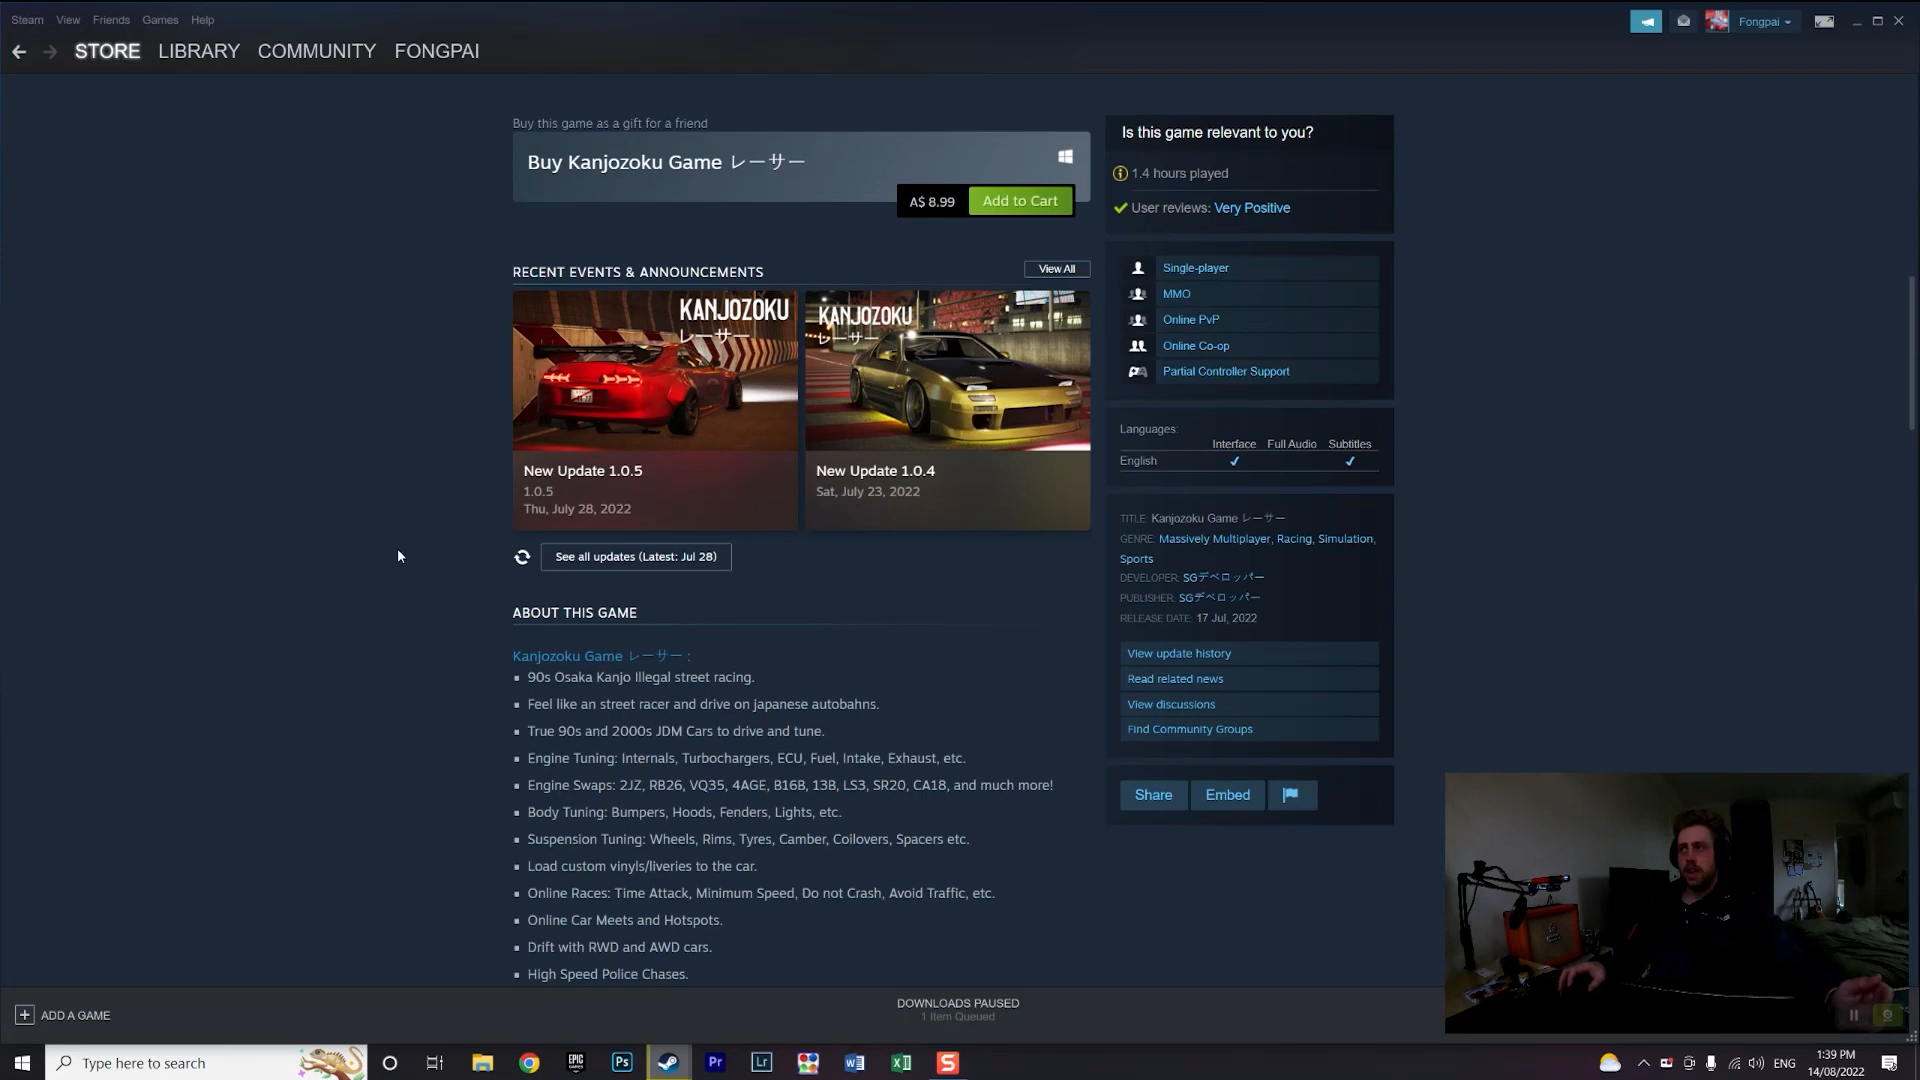 Steam View Friends Games Help
Fongpai
STORE LIBRARY COMMUNITY FONGPAI
Buy this game as a gift for a friend
Buy Kanjozoku Game レーサー
A$ 8.99 Add to Cart
RECENT EVENTS & ANNOUNCEMENTS
View All
KANJOZOKU
レーサー
New Update 1.0.5
1.0.5
Thu, July 28, 2022
KANJOZOKU
レーサー
New Update 1.0.4
Sat, July 23, 2022
See all updates (Latest: Jul 28)
ABOUT THIS GAME
Kanjozoku Game レーサー :
90s Osaka Kanjo Illegal street racing.
Feel like an street racer and drive on japanese autobahns.
True 90s and 2000s JDM Cars to drive and tune.
Engine Tuning: Internals, Turbochargers, ECU, Fuel, Intake, Exhaust, etc.
Engine Swaps: 2JZ, RB26, VQ35, 4AGE, B16B, 13B, LS3, SR20, CA18, and much more!
Body Tuning: Bumpers, Hoods, Fenders, Lights, etc.
Suspension Tuning: Wheels, Rims, Tyres, Camber, Coilovers, Spacers etc.
Load custom vinyls/liveries to the car.
Online Races: Time Attack, Minimum Speed, Do not Crash, Avoid Traffic, etc.
Online Car Meets and Hotspots.
Drift with RWD and AWD cars.
High Speed Police Chases.
Is this game relevant to you?
1.4 hours played
User reviews: Very Positive
Single-player
MMO
Online PvP
Online Co-op
Partial Controller Support
Languages:
Interface Full Audio Subtitles
English
TITLE: Kanjozoku Game レーサー
GENRE: Massively Multiplayer, Racing, Simulation,
Sports
DEVELOPER: SGデベロッパー
PUBLISHER: SGデベロッパー
RELEASE DATE: 17 Jul, 2022
View update history
Read related news
View discussions
Find Community Groups
Share Embed
ADD A GAME
DOWNLOADS PAUSED
1 Item Queued
Type here to search
EPIC GAMES
Ps
Pr
Lr
ENG
1:39 PM
14/08/2022